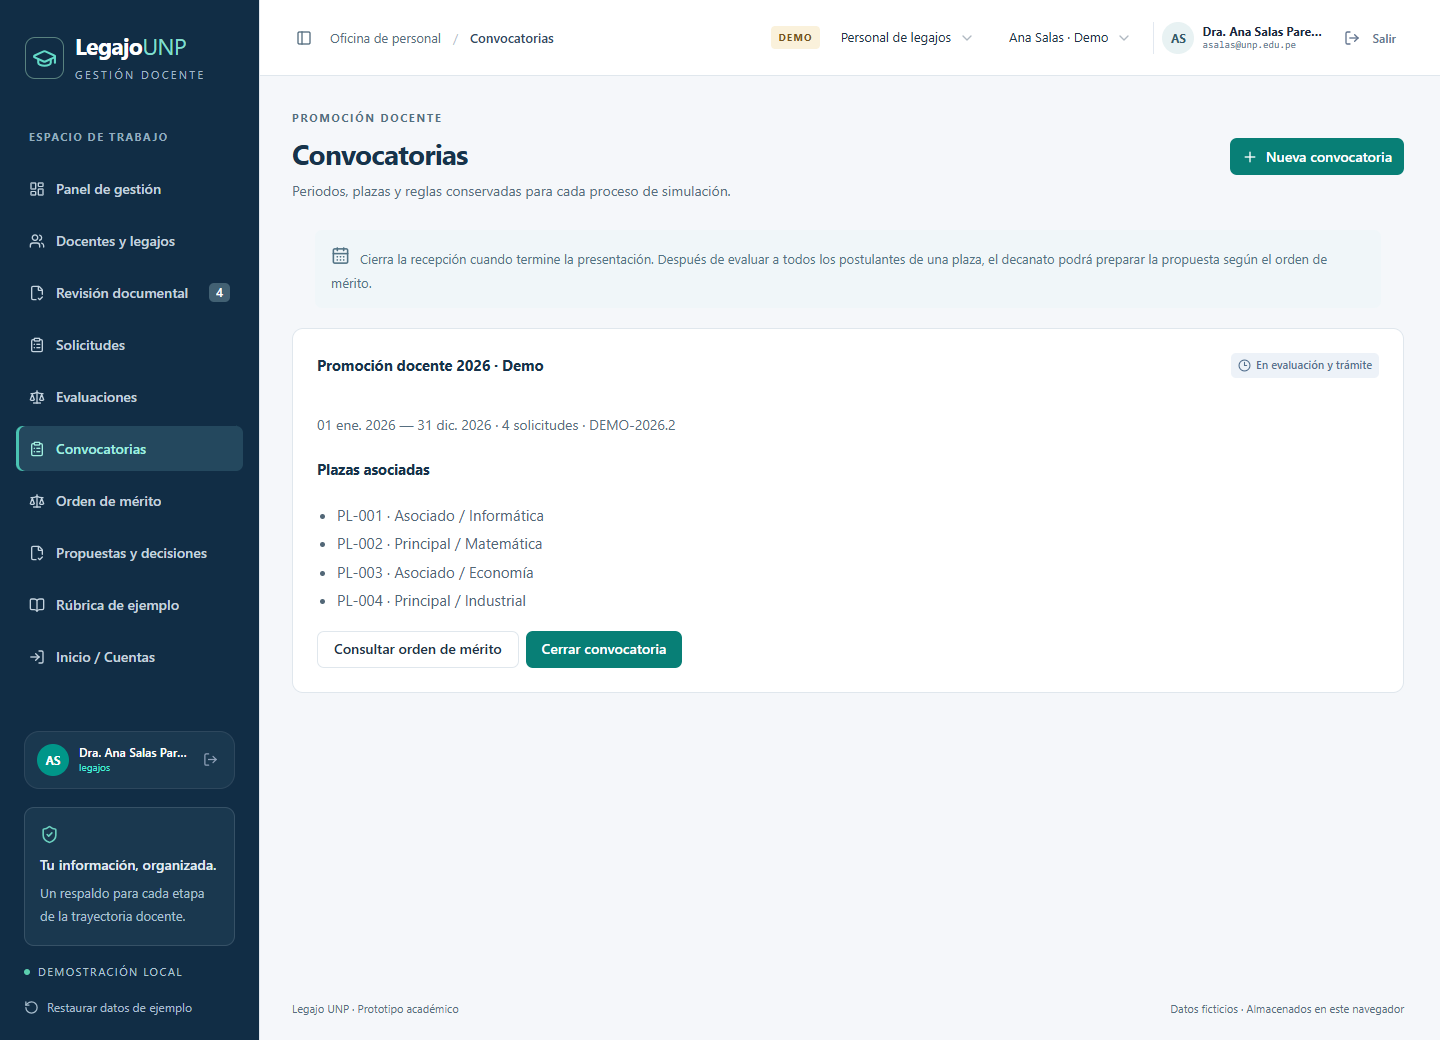 LegajoUNP
GESTIÓN DOCENTE
ESPACIO DE TRABAJO
Panel de gestión
Docentes y legajos
Revisión documental 4
Solicitudes
Evaluaciones
Convocatorias
Orden de mérito
Propuestas y decisiones
Rúbrica de ejemplo
Inicio / Cuentas
AS Dra. Ana Salas Par...
legajos
Tu información, organizada.
Un respaldo para cada etapa
de la trayectoria docente.
DEMOSTRACIÓN LOCAL
Restaurar datos de ejemplo
Oficina de personal / Convocatorias
DEMO
Personal de legajos
Ana Salas · Demo
AS Dra. Ana Salas Pare...
asalas@unp.edu.pe
Salir
PROMOCIÓN DOCENTE
Convocatorias
Periodos, plazas y reglas conservadas para cada proceso de simulación.
Nueva convocatoria
Cierra la recepción cuando termine la presentación. Después de evaluar a todos los postulantes de una plaza, el decanato podrá preparar la propuesta según el orden de
mérito.
Promoción docente 2026 · Demo
En evaluación y trámite
01 ene. 2026 — 31 dic. 2026 · 4 solicitudes · DEMO-2026.2
Plazas asociadas
• PL-001 · Asociado / Informática
• PL-002 · Principal / Matemática
• PL-003 · Asociado / Economía
• PL-004 · Principal / Industrial
Consultar orden de mérito
Cerrar convocatoria
Legajo UNP · Prototipo académico
Datos ficticios · Almacenados en este navegador